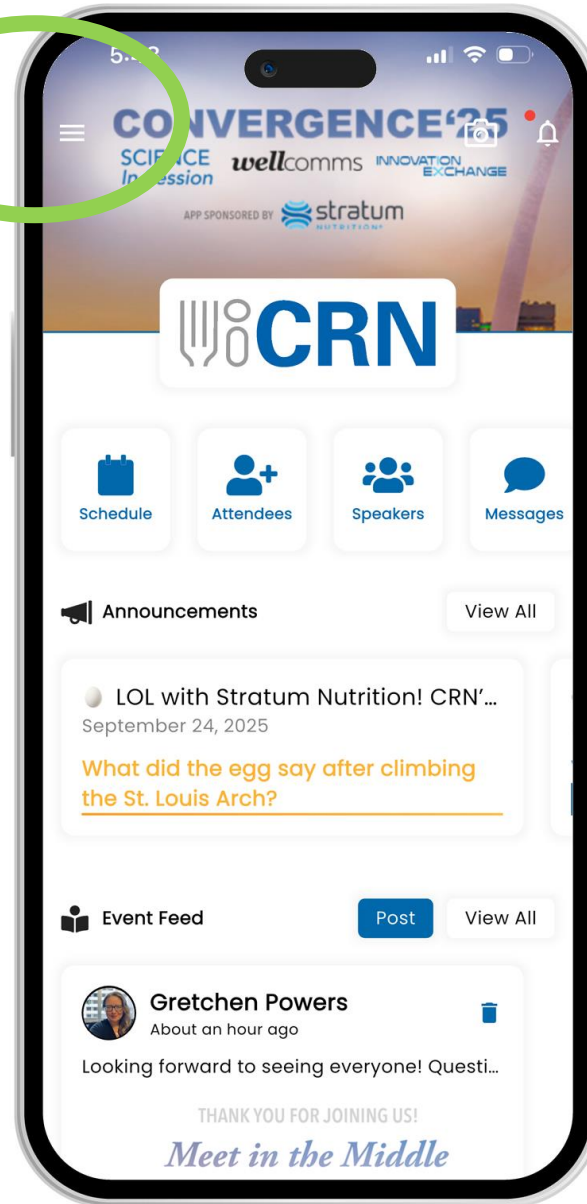 CONVERGENCE‘25
SCIENCE In Session wellcomms INNOVATION EXCHANGE
APP SPONSORED BY stratum
NUTRITION
CRN
Schedule Attendees Speakers Messages
Announcements View All
LOL with Stratum Nutrition! CRN’...
September 24, 2025
What did the egg say after climbing
the St. Louis Arch?
Event Feed Post View All
Gretchen Powers
About an hour ago
Looking forward to seeing everyone! Questi...
THANK YOU FOR JOINING US!
Meet in the Middle